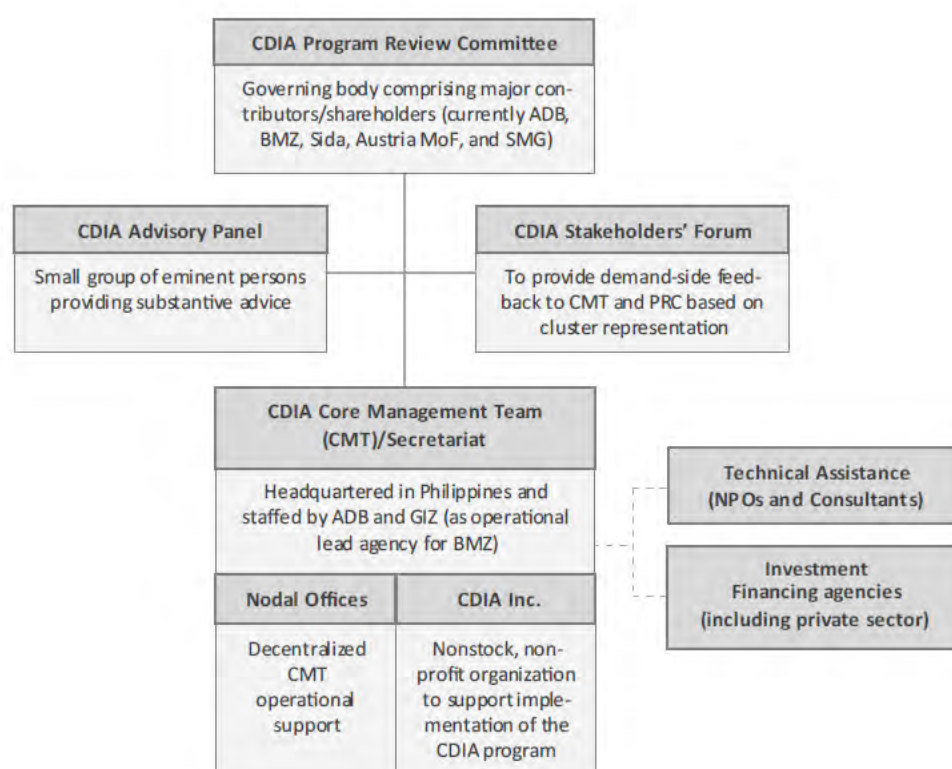 CDIA Program Review Committee
Governing body comprising major con-
tributors/shareholders (currently ADB,
BMZ, Sida, Austria MoF, and SMG)
CDIA Advisory Panel
Small group of eminent persons
providing substantive advice
CDIA Stakeholders' Forum
To provide demand-side feed-
back to CMT and PRC based on
cluster representation
CDIA Core Management Team
(CMT)/Secretariat
Headquartered in Philippines and
staffed by ADB and GIZ (as operational
lead agency for BMZ)
Technical Assistance
(NPOs and Consultants)
Investment
Financing agencies
(including private sector)
Nodal Offices
Decentralized
CMT
operational
support
CDIA Inc.
Nonstock, non-
profit organization
to support imple-
mentation of the
CDIA program